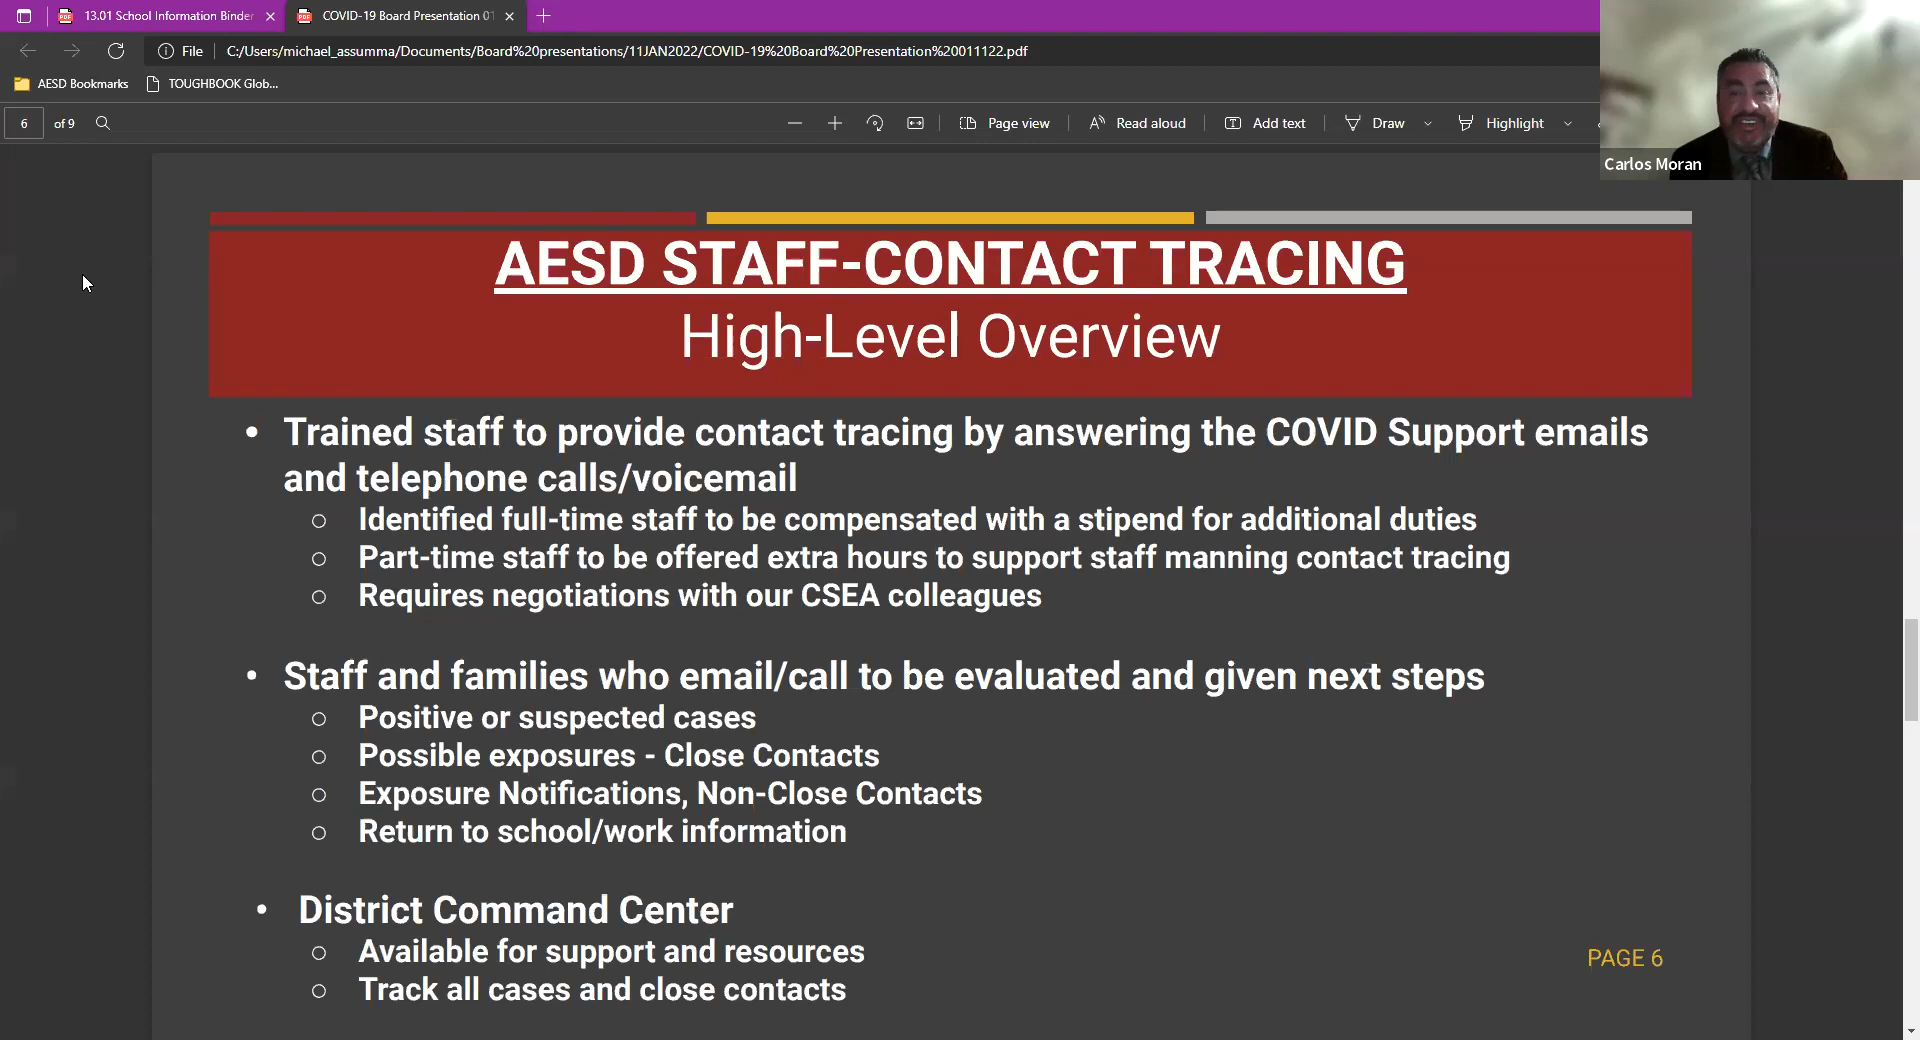 13.01 School Information Binder
COVID-19 Board Presentation 01
File
C:/Users/michael_assumma/Documents/Board%20presentations/11JAN2022/COVID-19%20Board%20Presentation%20011122.pdf
AESD Bookmarks
TOUGHBOOK Glob...
6 of 9
Page view
Read aloud
Add text
Draw
Highlight
Carlos Moran
AESD STAFF-CONTACT TRACING
High-Level Overview
• Trained staff to provide contact tracing by answering the COVID Support emails
and telephone calls/voicemail
○ Identified full-time staff to be compensated with a stipend for additional duties
○ Part-time staff to be offered extra hours to support staff manning contact tracing
○ Requires negotiations with our CSEA colleagues
• Staff and families who email/call to be evaluated and given next steps
○ Positive or suspected cases
○ Possible exposures - Close Contacts
○ Exposure Notifications, Non-Close Contacts
○ Return to school/work information
• District Command Center
○ Available for support and resources
○ Track all cases and close contacts
PAGE 6